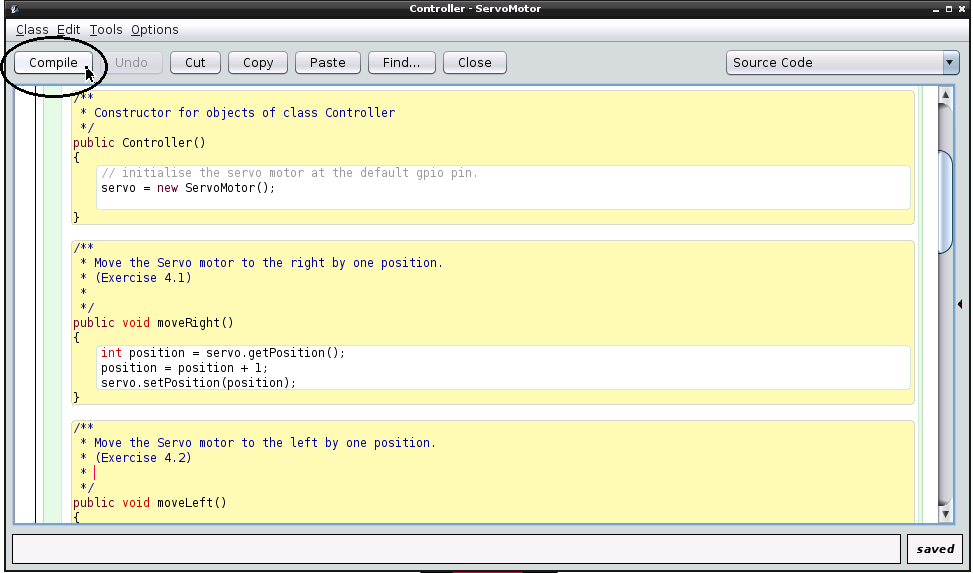 Controller - ServoMotor
Class Edit Tools Options
Compile Undo Cut Copy Paste Find... Close Source Code
/**
 * Constructor for objects of class Controller
 */
public Controller()
{
// initialise the servo motor at the default gpio pin.
servo = new ServoMotor();
}
/**
 * Move the Servo motor to the right by one position.
 * (Exercise 4.1)
 *
 */
public void moveRight()
{
int position = servo.getPosition();
position = position + 1;
servo.setPosition(position);
}
/**
 * Move the Servo motor to the left by one position.
 * (Exercise 4.2)
 *
 */
public void moveLeft()
{
saved